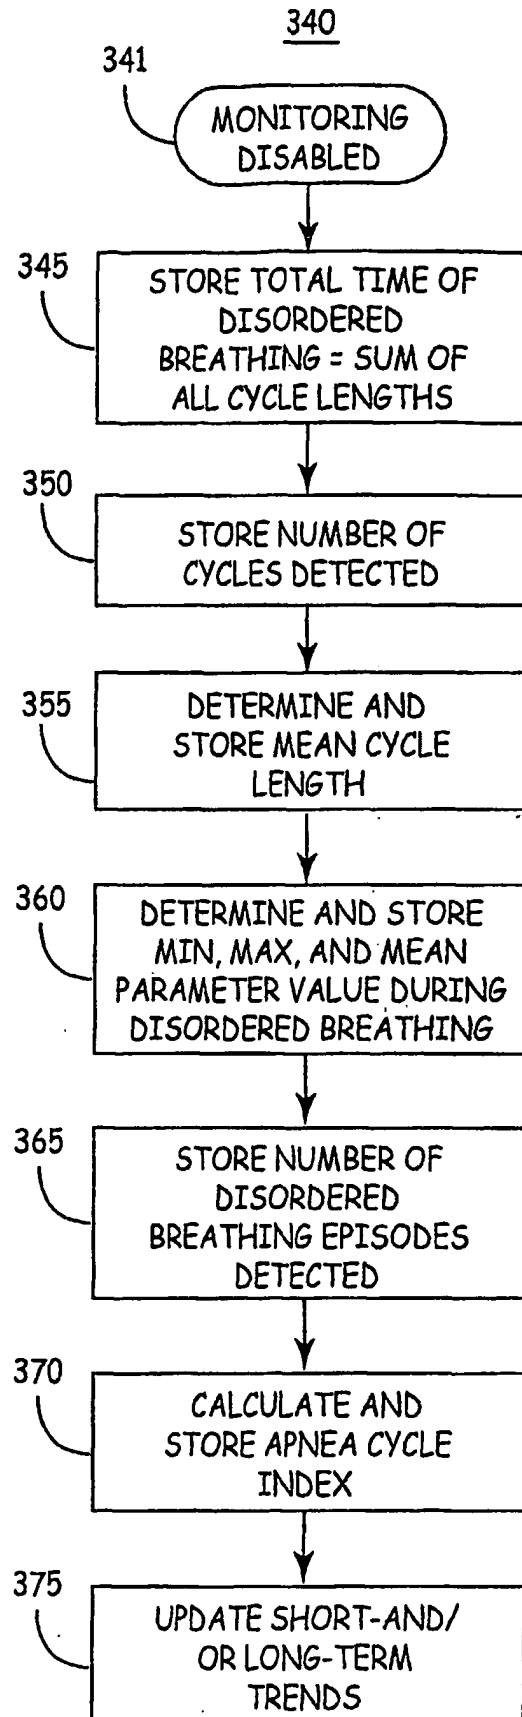 340
341
MONITORING
DISABLED
345
STORE TOTAL TIME OF
DISORDERED
BREATHING = SUM OF
ALL CYCLE LENGTHS
350
STORE NUMBER OF
CYCLES DETECTED
355
DETERMINE AND
STORE MEAN CYCLE
LENGTH
360
DETERMINE AND STORE
MIN, MAX, AND MEAN
PARAMETER VALUE DURING
DISORDERED BREATHING
365
STORE NUMBER OF
DISORDERED
BREATHING EPISODES
DETECTED
370
CALCULATE AND
STORE APNEA CYCLE
INDEX
375
UPDATE SHORT-AND/
OR LONG-TERM
TRENDS